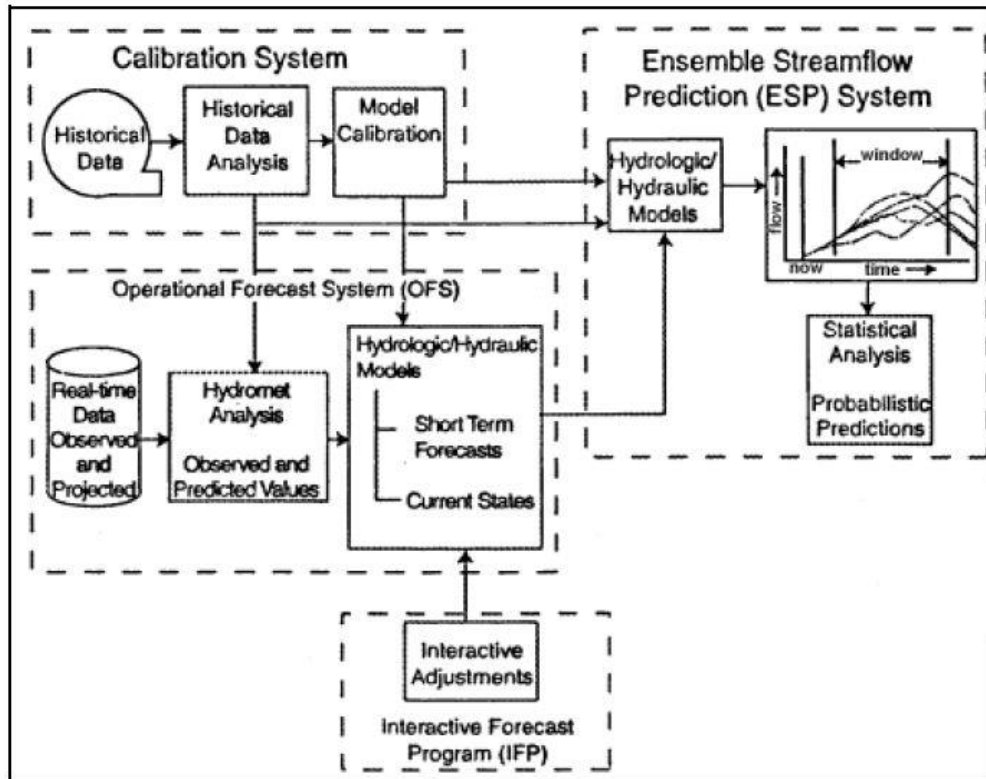 Calibration System
Historical
Data
Historical
Data
Analysis
Model
Calibration
Ensemble Streamflow
Prediction (ESP) System
Hydrologic/
Hydraulic
Models
window
flow
now
time
Statistical
Analysis
Probabilistic
Predictions
Operational Forecast System (OFS)
Real-time
Data
Observed
and
Projected
Hydromet
Analysis
Observed and
Predicted Values
Hydrologic/Hydraulic
Models
Short Term
Forecasts
Current States
Interactive
Adjustments
Interactive Forecast
Program (IFP)